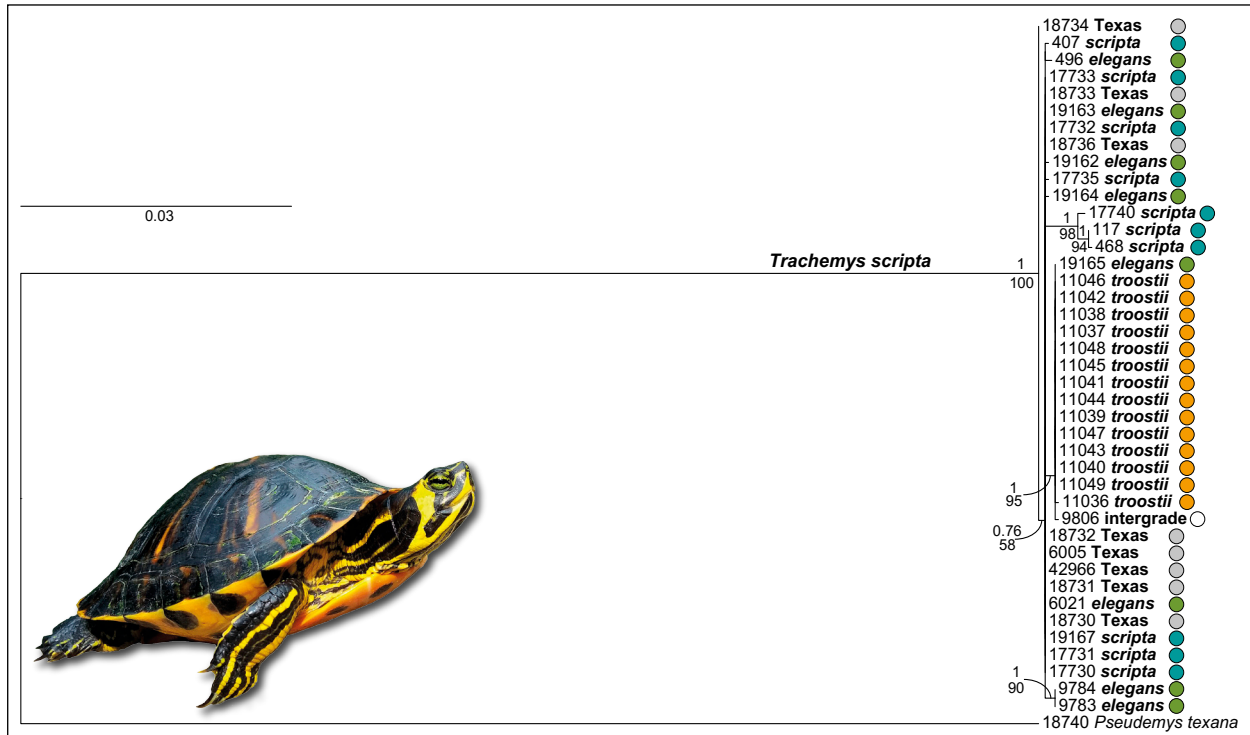 18734 Texas
407 scripta
496 elegans
17733 scripta
18733 Texas
19163 elegans
17732 scripta
18736 Texas
19162 elegans
17735 scripta
19164 elegans
0.03
17740 scripta
1
98
1
117 scripta
94
468 scripta
Trachemys scripta
1
100
19165 elegans
11046 troostii
11042 troostii
11038 troostii
11037 troostii
11048 troostii
11045 troostii
11041 troostii
11044 troostii
11039 troostii
11047 troostii
11043 troostii
11040 troostii
11049 troostii
1
95
11036 troostii
9806 intergrade
0.76
58
18732 Texas
6005 Texas
42966 Texas
18731 Texas
6021 elegans
18730 Texas
19167 scripta
17731 scripta
17730 scripta
1
90
9784 elegans
9783 elegans
18740 Pseudemys texana